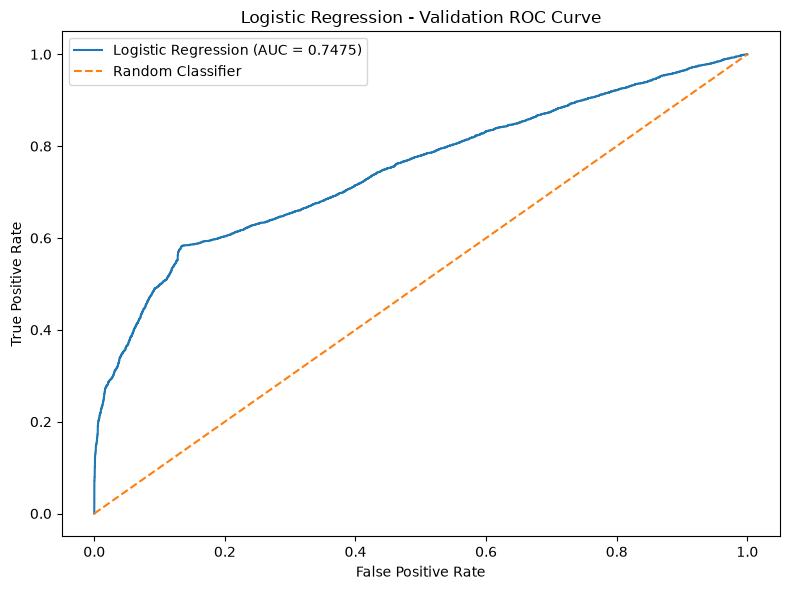 Logistic Regression - Validation ROC Curve
Logistic Regression (AUC = 0.7475)
Random Classifier
1.0
0.8
0.6
0.4
0.2
0.0
True Positive Rate
0.0 0.2 0.4 0.6 0.8 1.0
False Positive Rate